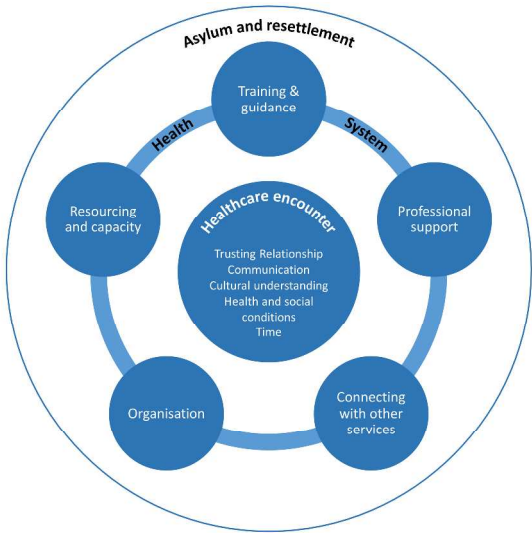 Asylum and resettlement
Training &
guidance
Health
System
Resourcing
and capacity
Professional
support
Healthcare encounter
Trusting Relationship
Communication
Cultural understanding
Health and social
conditions
Time
Organisation
Connecting
with other
services